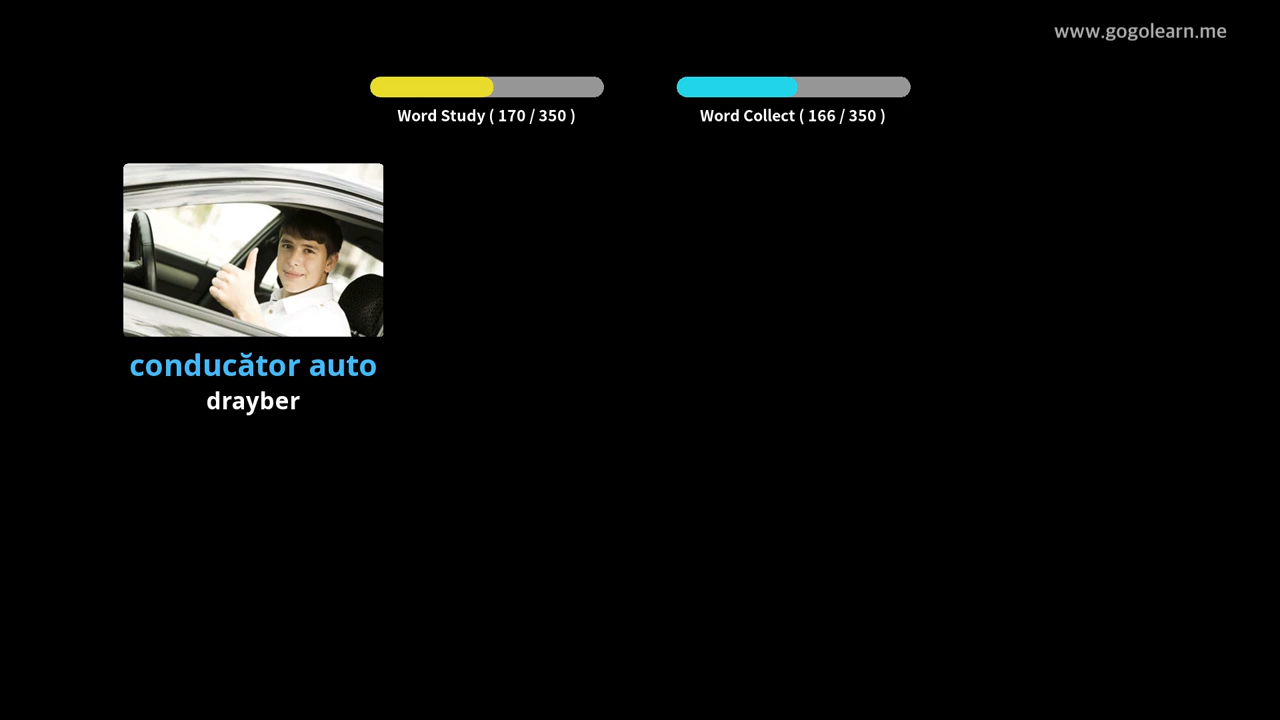 www.gogolearn.me
Word Study ( 170 / 350 )
Word Collect ( 166 / 350 )
conducător auto
drayber